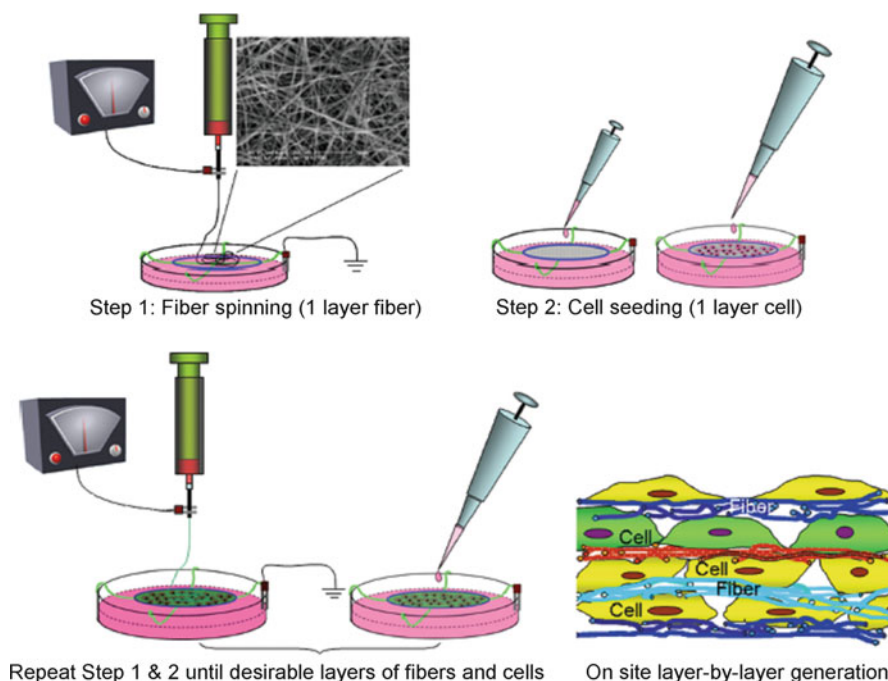 Step 1: Fiber spinning (1 layer fiber)
Step 2: Cell seeding (1 layer cell)
Fiber
Cell
Cell
Fiber
Cell
Repeat Step 1 & 2 until desirable layers of fibers and cells
On site layer-by-layer generation